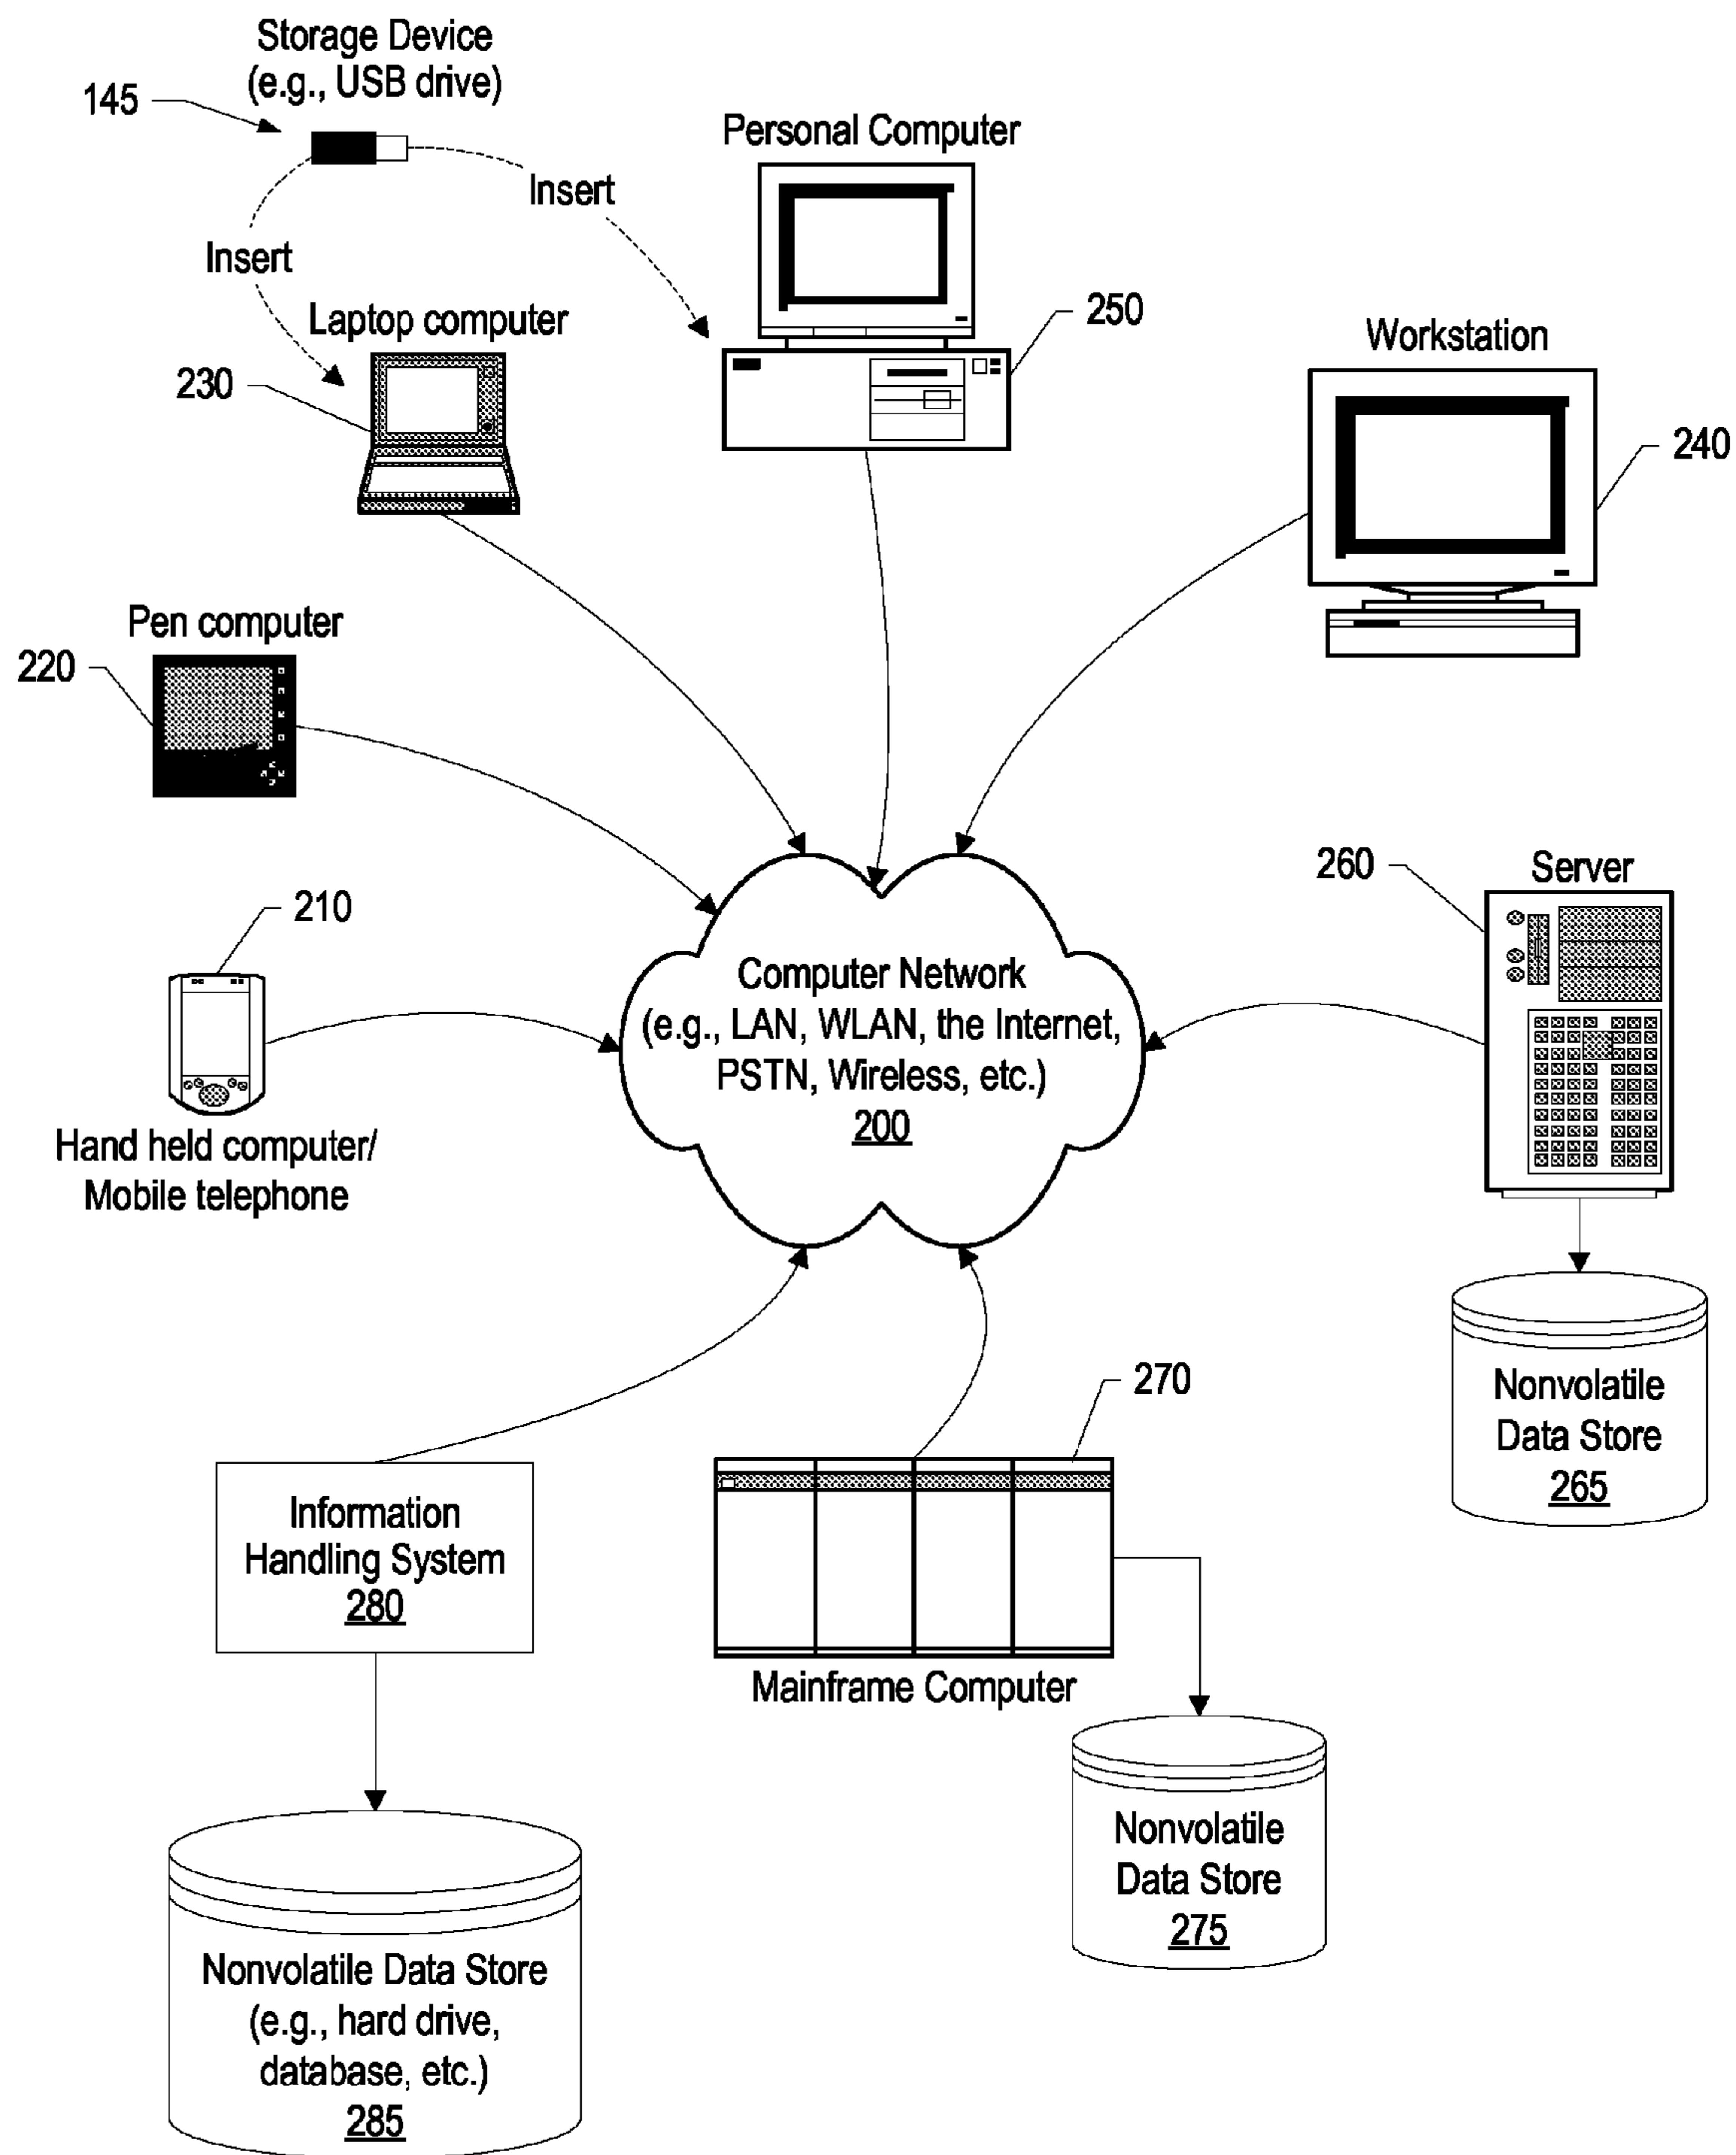 Storage Device
(e.g., USB drive)
145
Personal Computer
Insert
Insert
Laptop computer
250
Workstation
230
240
Pen computer
220
260
Server
210
Computer Network
(e.g., LAN, WLAN, the Internet,
PSTN, Wireless, etc.)
200
Hand held computer/
Mobile telephone
270
Nonvolatile
Data Store
265
Information
Handling System
280
Mainframe Computer
Nonvolatile
Data Store
275
Nonvolatile Data Store
(e.g., hard drive,
database, etc.)
285